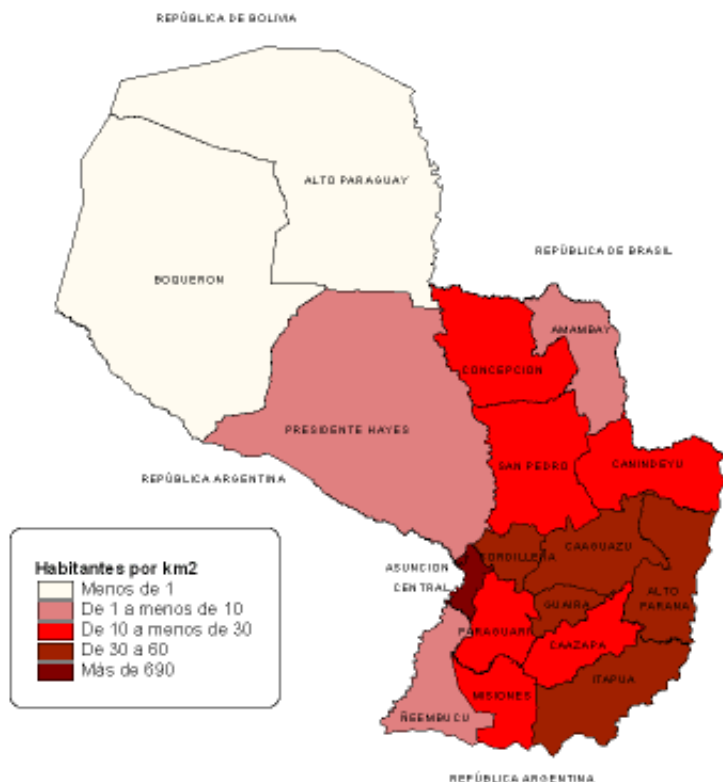 REPÚBLICA DE BOLIVIA
ALTO PARAGUAY
REPÚBLICA DE BRASIL
BOQUERON
AMAMBAY
CONCEPCION
PRESIDENTE HAYES
SAN PEDRO
CANINDEYU
REPÚBLICA ARGENTINA
CORDILLERA
CAAGUAZU
ASUNCION
CENTRAL
ALTO
PARANA
GUAIRA
PARAGUARI
CAAZAPA
ITAPUA
MISIONES
ÑEEMBUCU
REPÚBLICA ARGENTINA
Habitantes por km2
Menos de 1
De 1 a menos de 10
De 10 a menos de 30
De 30 a 60
Más de 690